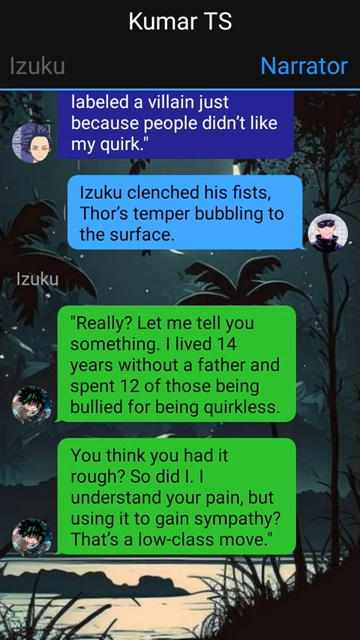 Kumar TS
Izuku
Narrator
labeled a villain just
because people didn't like
my quirk."
Izuku clenched his fists,
Thor's temper bubbling to
the surface.
Izuku
"Really? Let me tell you
something. I lived 14
years without a father and
spent 12 of those being
bullied for being quirkless.
You think you had it
rough? So did I. I
understand your pain, but
using it to gain sympathy?
That's a low-class move."